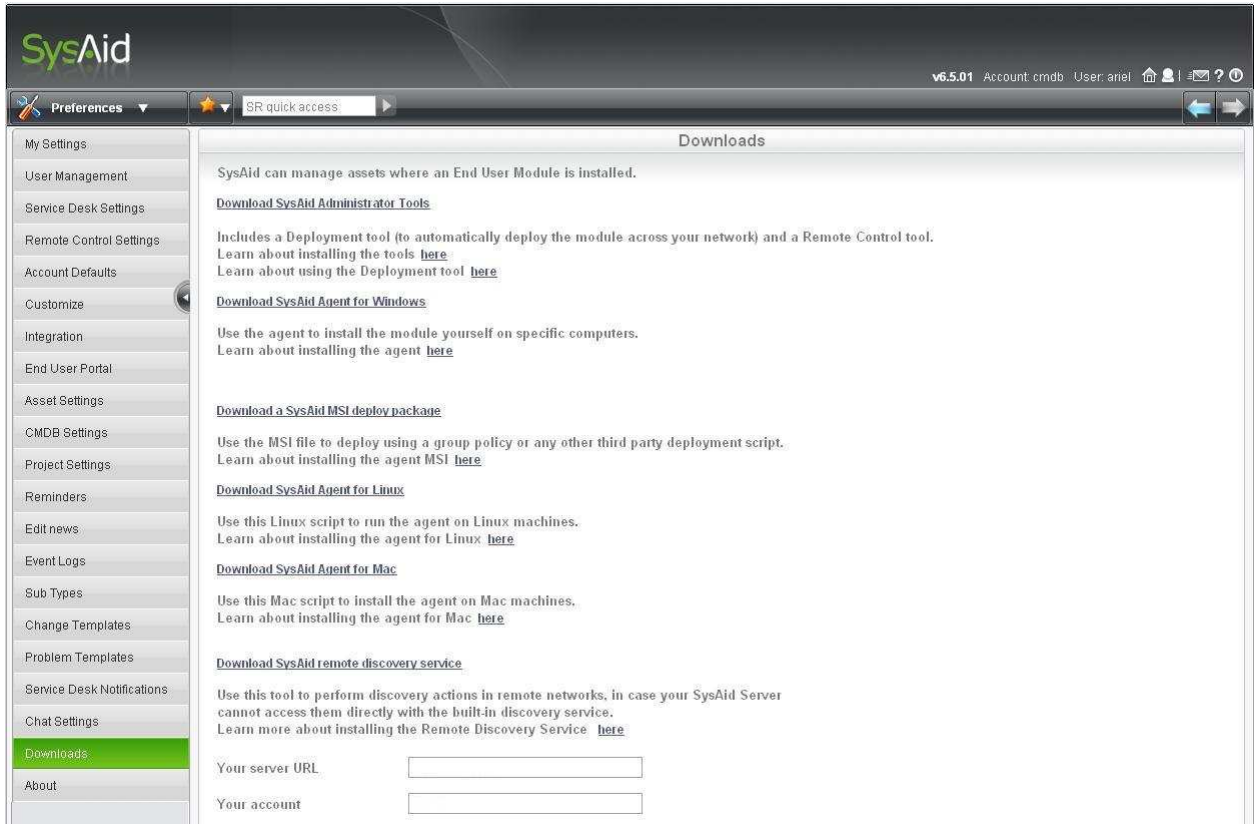 SysAid
v6.5.01 Account: cmdb User: ariel
Preferences
SR quick access
My Settings
User Management
Service Desk Settings
Remote Control Settings
Account Defaults
Customize
Integration
End User Portal
Asset Settings
CMDB Settings
Project Settings
Reminders
Edit news
Event Logs
Sub Types
Change Templates
Problem Templates
Service Desk Notifications
Chat Settings
Downloads
About
Downloads
SysAid can manage assets where an End User Module is installed.
Download SysAid Administrator Tools
Includes a Deployment tool (to automatically deploy the module across your network) and a Remote Control tool.
Learn about installing the tools here
Learn about using the Deployment tool here
Download SysAid Agent for Windows
Use the agent to install the module yourself on specific computers.
Learn about installing the agent here
Download a SysAid MSI deploy package
Use the MSI file to deploy using a group policy or any other third party deployment script.
Learn about installing the agent MSI here
Download SysAid Agent for Linux
Use this Linux script to run the agent on Linux machines.
Learn about installing the agent for Linux here
Download SysAid Agent for Mac
Use this Mac script to install the agent on Mac machines.
Learn about installing the agent for Mac here
Download SysAid remote discovery service
Use this tool to perform discovery actions in remote networks, in case your SysAid Server
cannot access them directly with the built-in discovery service.
Learn more about installing the Remote Discovery Service here
Your server URL
Your account